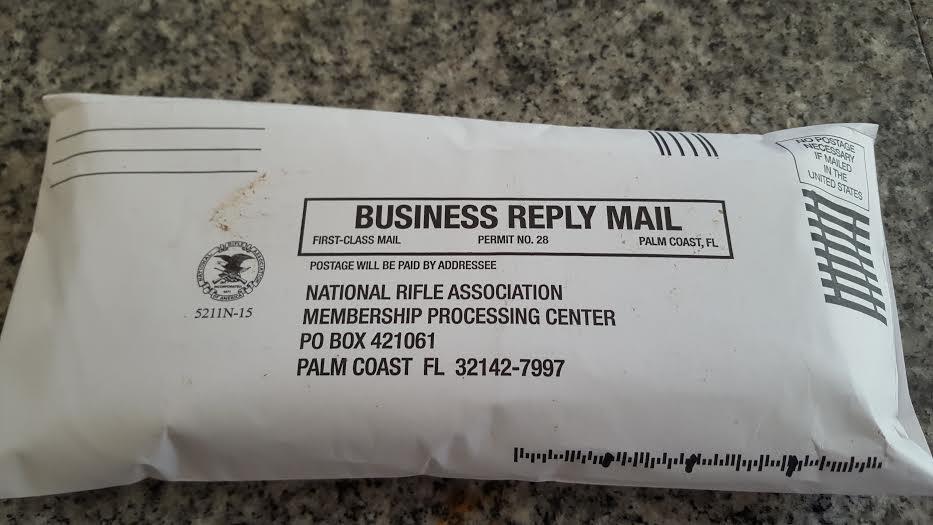 NO POSTAGE
NECESSARY
IF MAILED
IN THE
UNITED STATES
BUSINESS REPLY MAIL
FIRST-CLASS MAIL PERMIT NO. 28 PALM COAST, FL
POSTAGE WILL BE PAID BY ADDRESSEE
NATIONAL RIFLE ASSOCIATION
INCORPORATED
1871
OF AMERICA
5211N-15
NATIONAL RIFLE ASSOCIATION
MEMBERSHIP PROCESSING CENTER
PO BOX 421061
PALM COAST FL 32142-7997